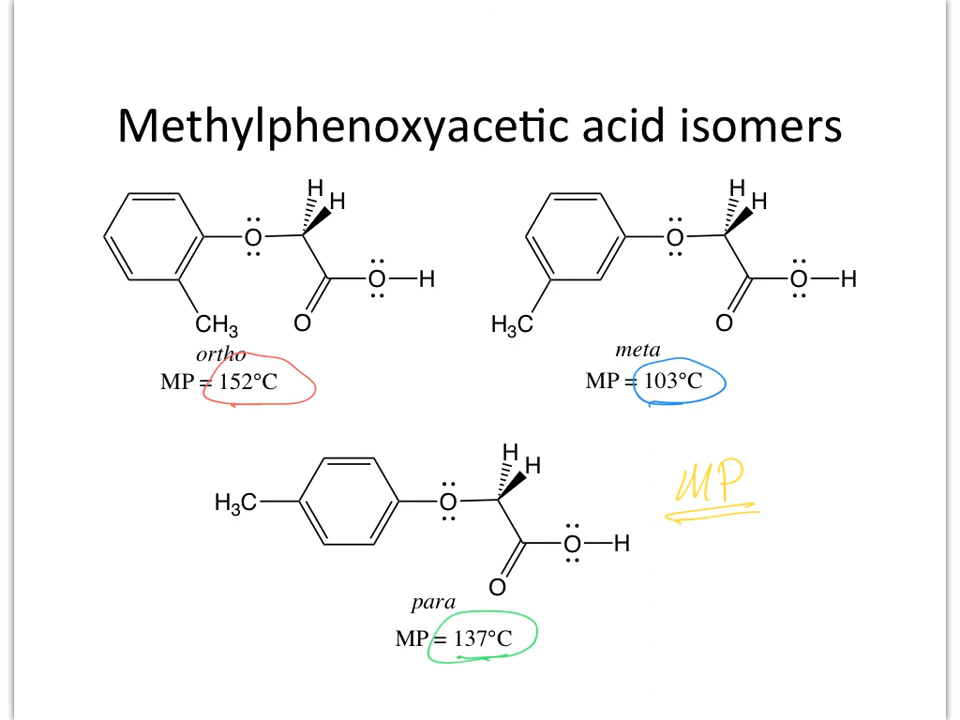 Methylphenoxyacetic acid isomers
H
H
O
O—H
CH3
O
ortho
MP = 152°C
H
H
O
O—H
H3C
O
meta
MP = 103°C
H
H
H3C
O
O—H
O
para
MP = 137°C
MP